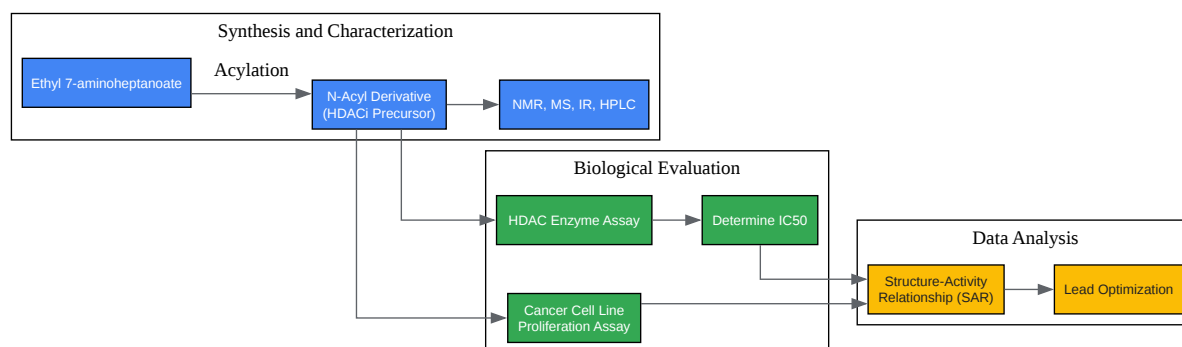 Synthesis and Characterization
Ethyl 7-aminoheptanoate
Acylation
N-Acyl Derivative
(HDACi Precursor)
NMR, MS, IR, HPLC
Biological Evaluation
HDAC Enzyme Assay
Determine IC50
Cancer Cell Line
Proliferation Assay
Data Analysis
Structure-Activity
Relationship (SAR)
Lead Optimization